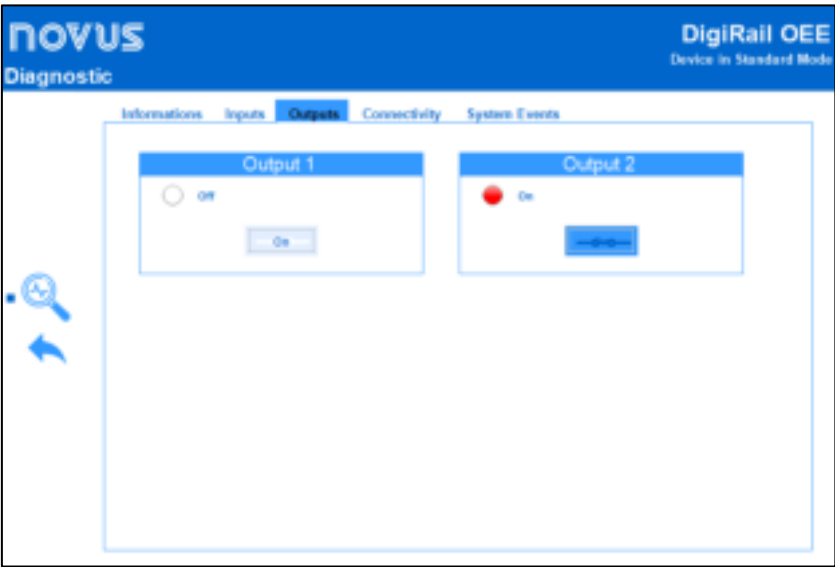 novus
DigiRail OEE
Device in Standard Mode
Diagnostic
Informations Inputs Outputs Connectivity System Events
Output 1 Output 2
Off On
On